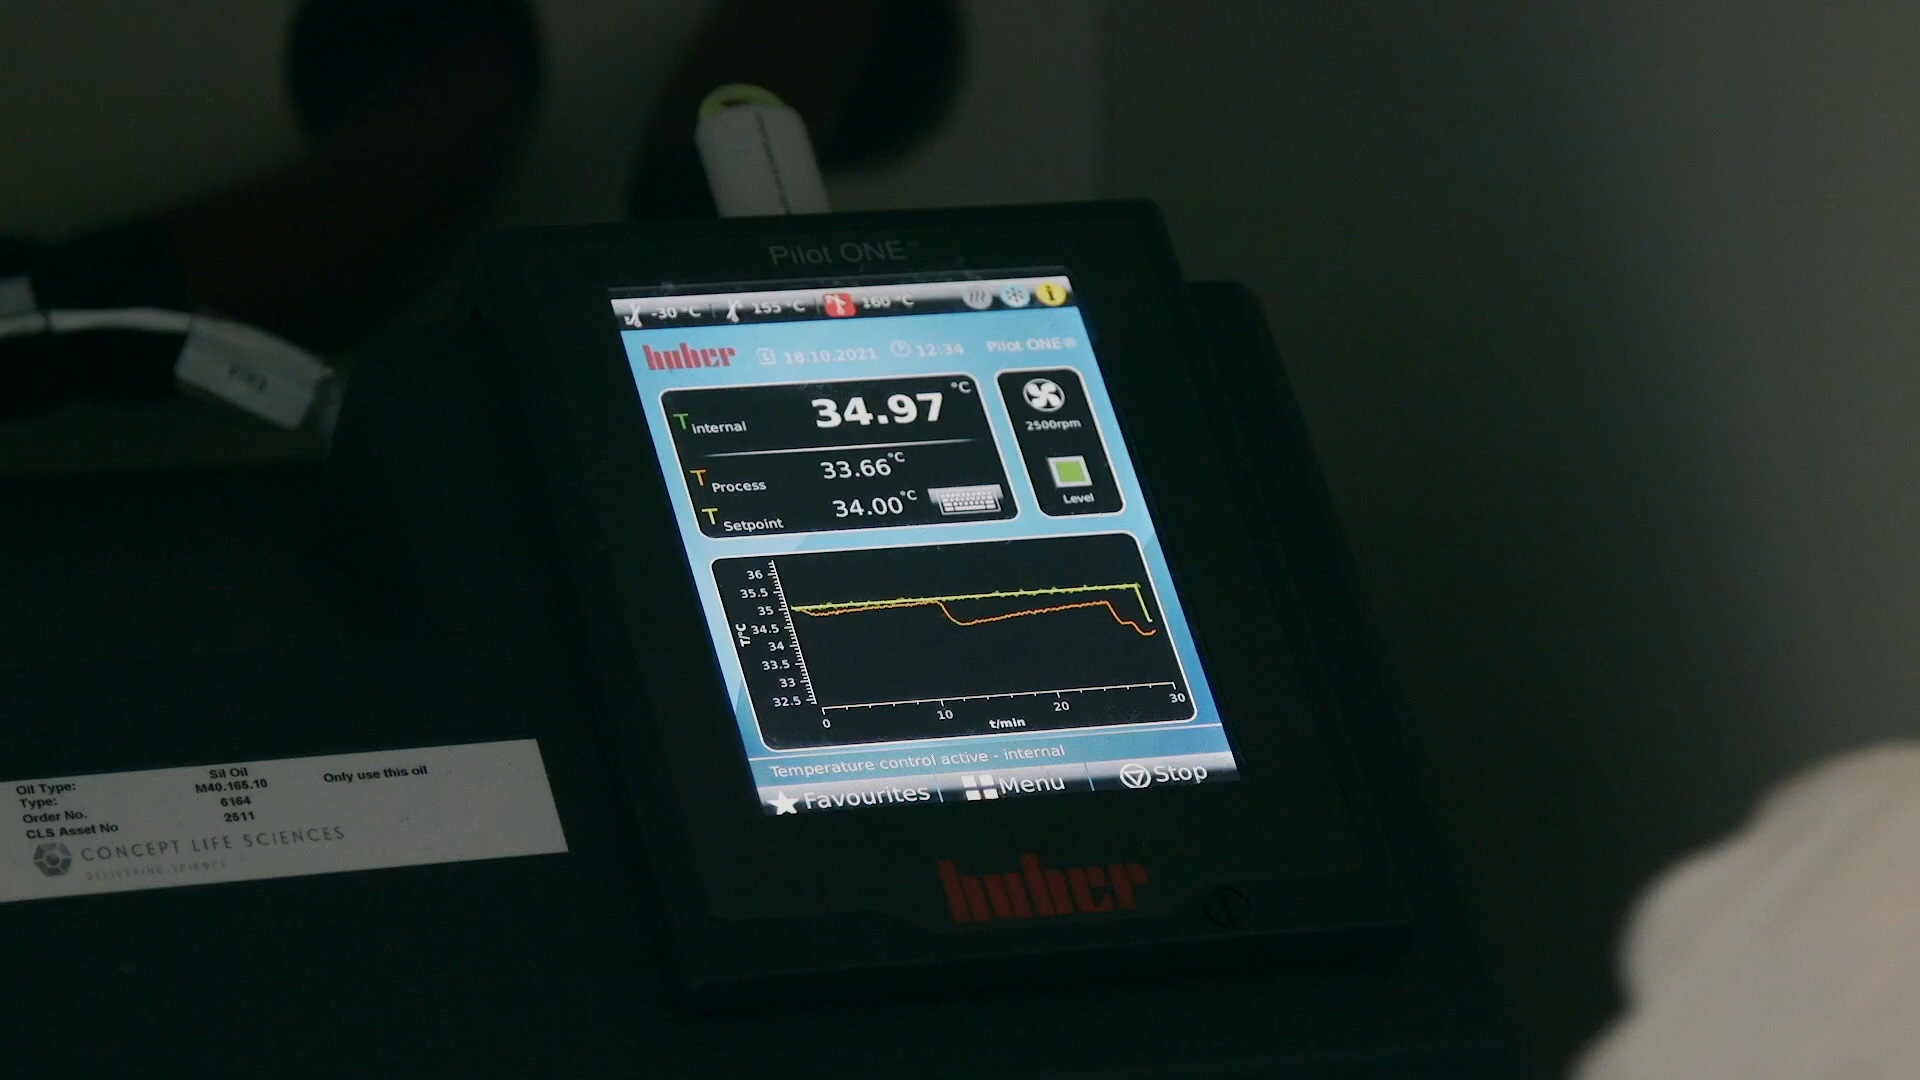 Pilot ONE®
-30 °C 155 °C 160 °C
huber 18.10.2021 12:34 Pilot ONE®
T internal 34.97 °C
T Process 33.66 °C
T Setpoint 34.00 °C
2500rpm
Level
36
35.5
35
34.5
34
33.5
33
32.5
T/°C
0 10 20 30
t/min
Temperature control active - internal
Favourites Menu Stop
huber
Oil Type: Sil Oil Only use this oil
Type: M40.165.10
Order No. 6164
CLS Asset No 2511
CONCEPT LIFE SCIENCES
DELIVERING SCIENCE